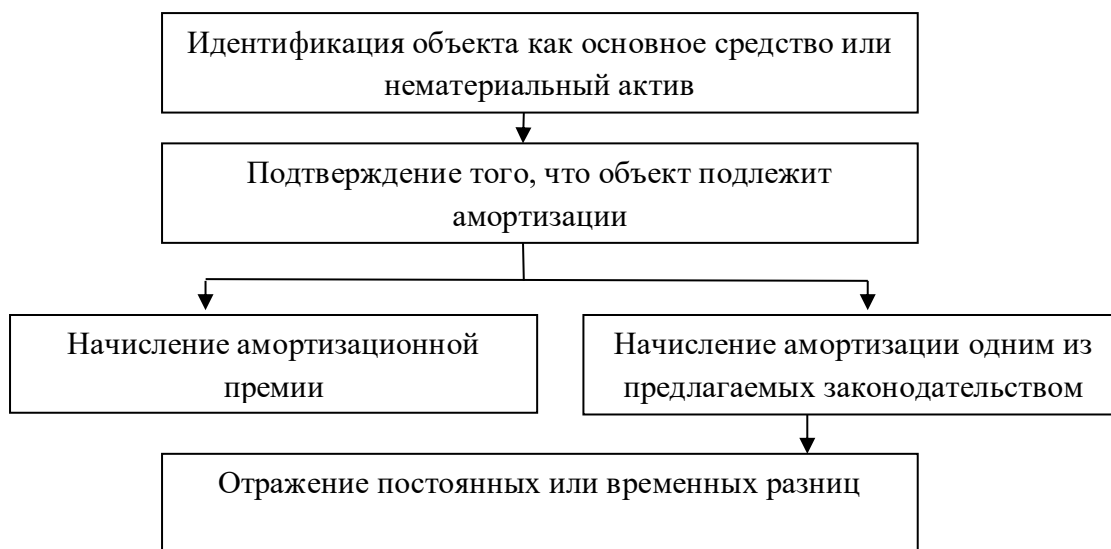 Идентификация объекта как основное средство или
нематериальный актив
Подтверждение того, что объект подлежит
амортизации
Начисление амортизационной
премии
Начисление амортизации одним из
предлагаемых законодательством
Отражение постоянных или временных разниц